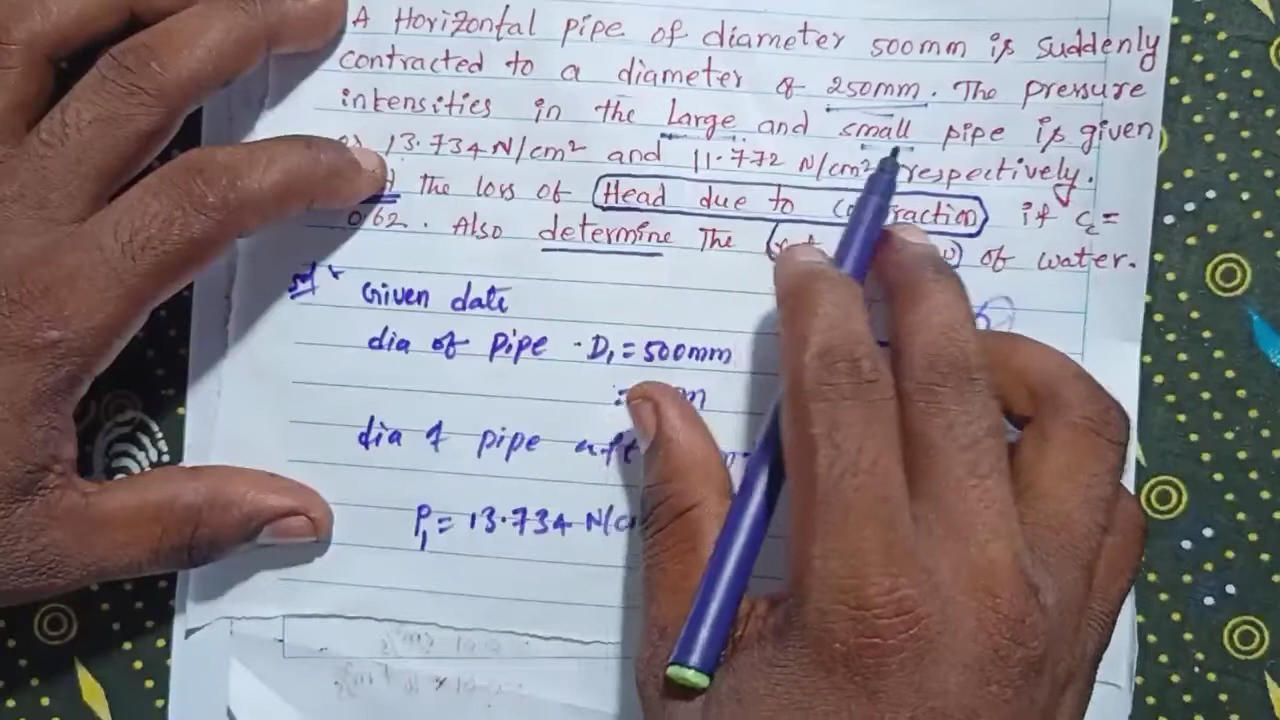 A Horizontal pipe of diameter 500mm is Suddenly
contracted to a diameter of 250mm. The pressure
intensities in the Large and small pipe is given
13.734 N/cm² and 11.772 N/cm² respectively.
The loss of Head due to if Cc=
0.62. Also determine The of water.
Given date
dia of pipe D₁ = 500mm
dia of pipe
P₁ = 13.734